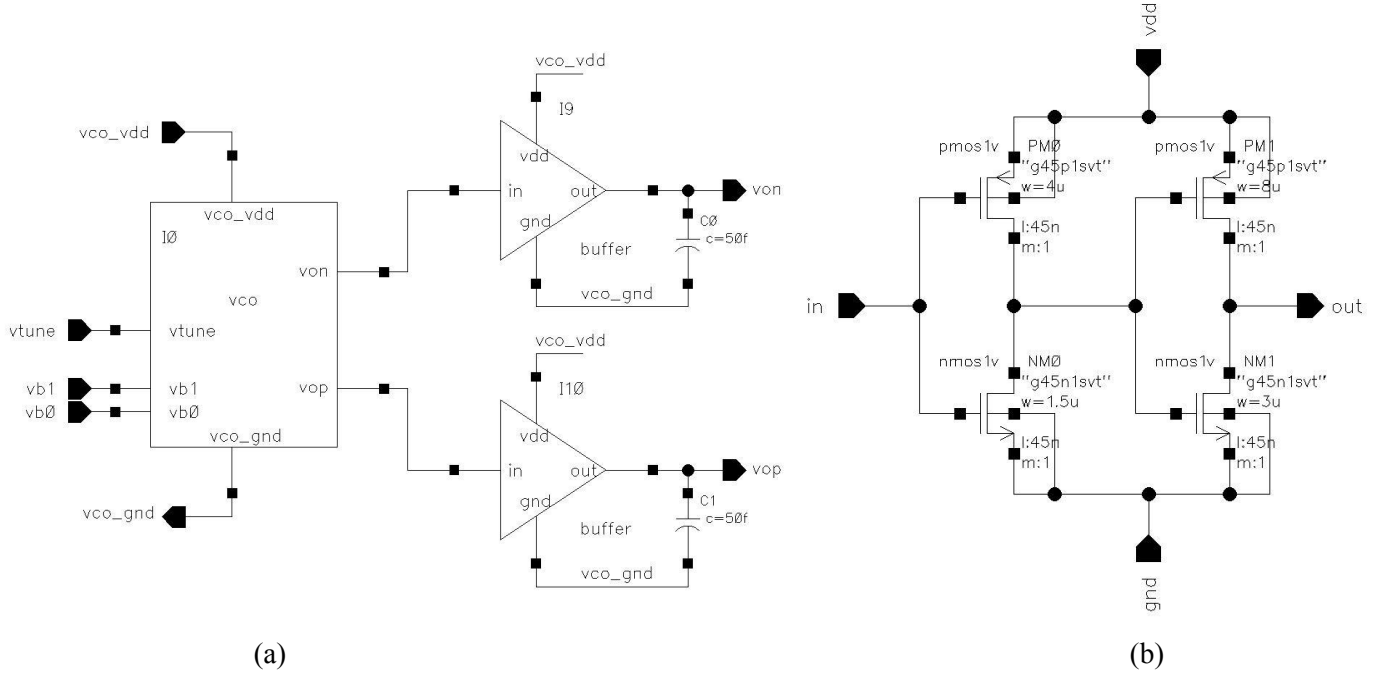 vco_vdd
vco_vdd
I0
von
vco
vtune
vtune
vop
vb1
vb1
vb0
vb0
vco_gnd
vco_gnd
vco_vdd
I9
vdd
in
out
gnd
von
C0
c=50f
buffer
vco_gnd
vco_vdd
I10
vdd
in
out
gnd
vop
C1
c=50f
buffer
vco_gnd
(a)
vdd
pmos1v
PM0
"g45p1svt"
w=4u
l:45n
m:1
pmos1v
PM1
"g45p1svt"
w=8u
l:45n
m:1
in
out
nmos1v
NM0
"g45n1svt"
w=1.5u
l:45n
m:1
nmos1v
NM1
"g45n1svt"
w=3u
l:45n
m:1
gnd
(b)